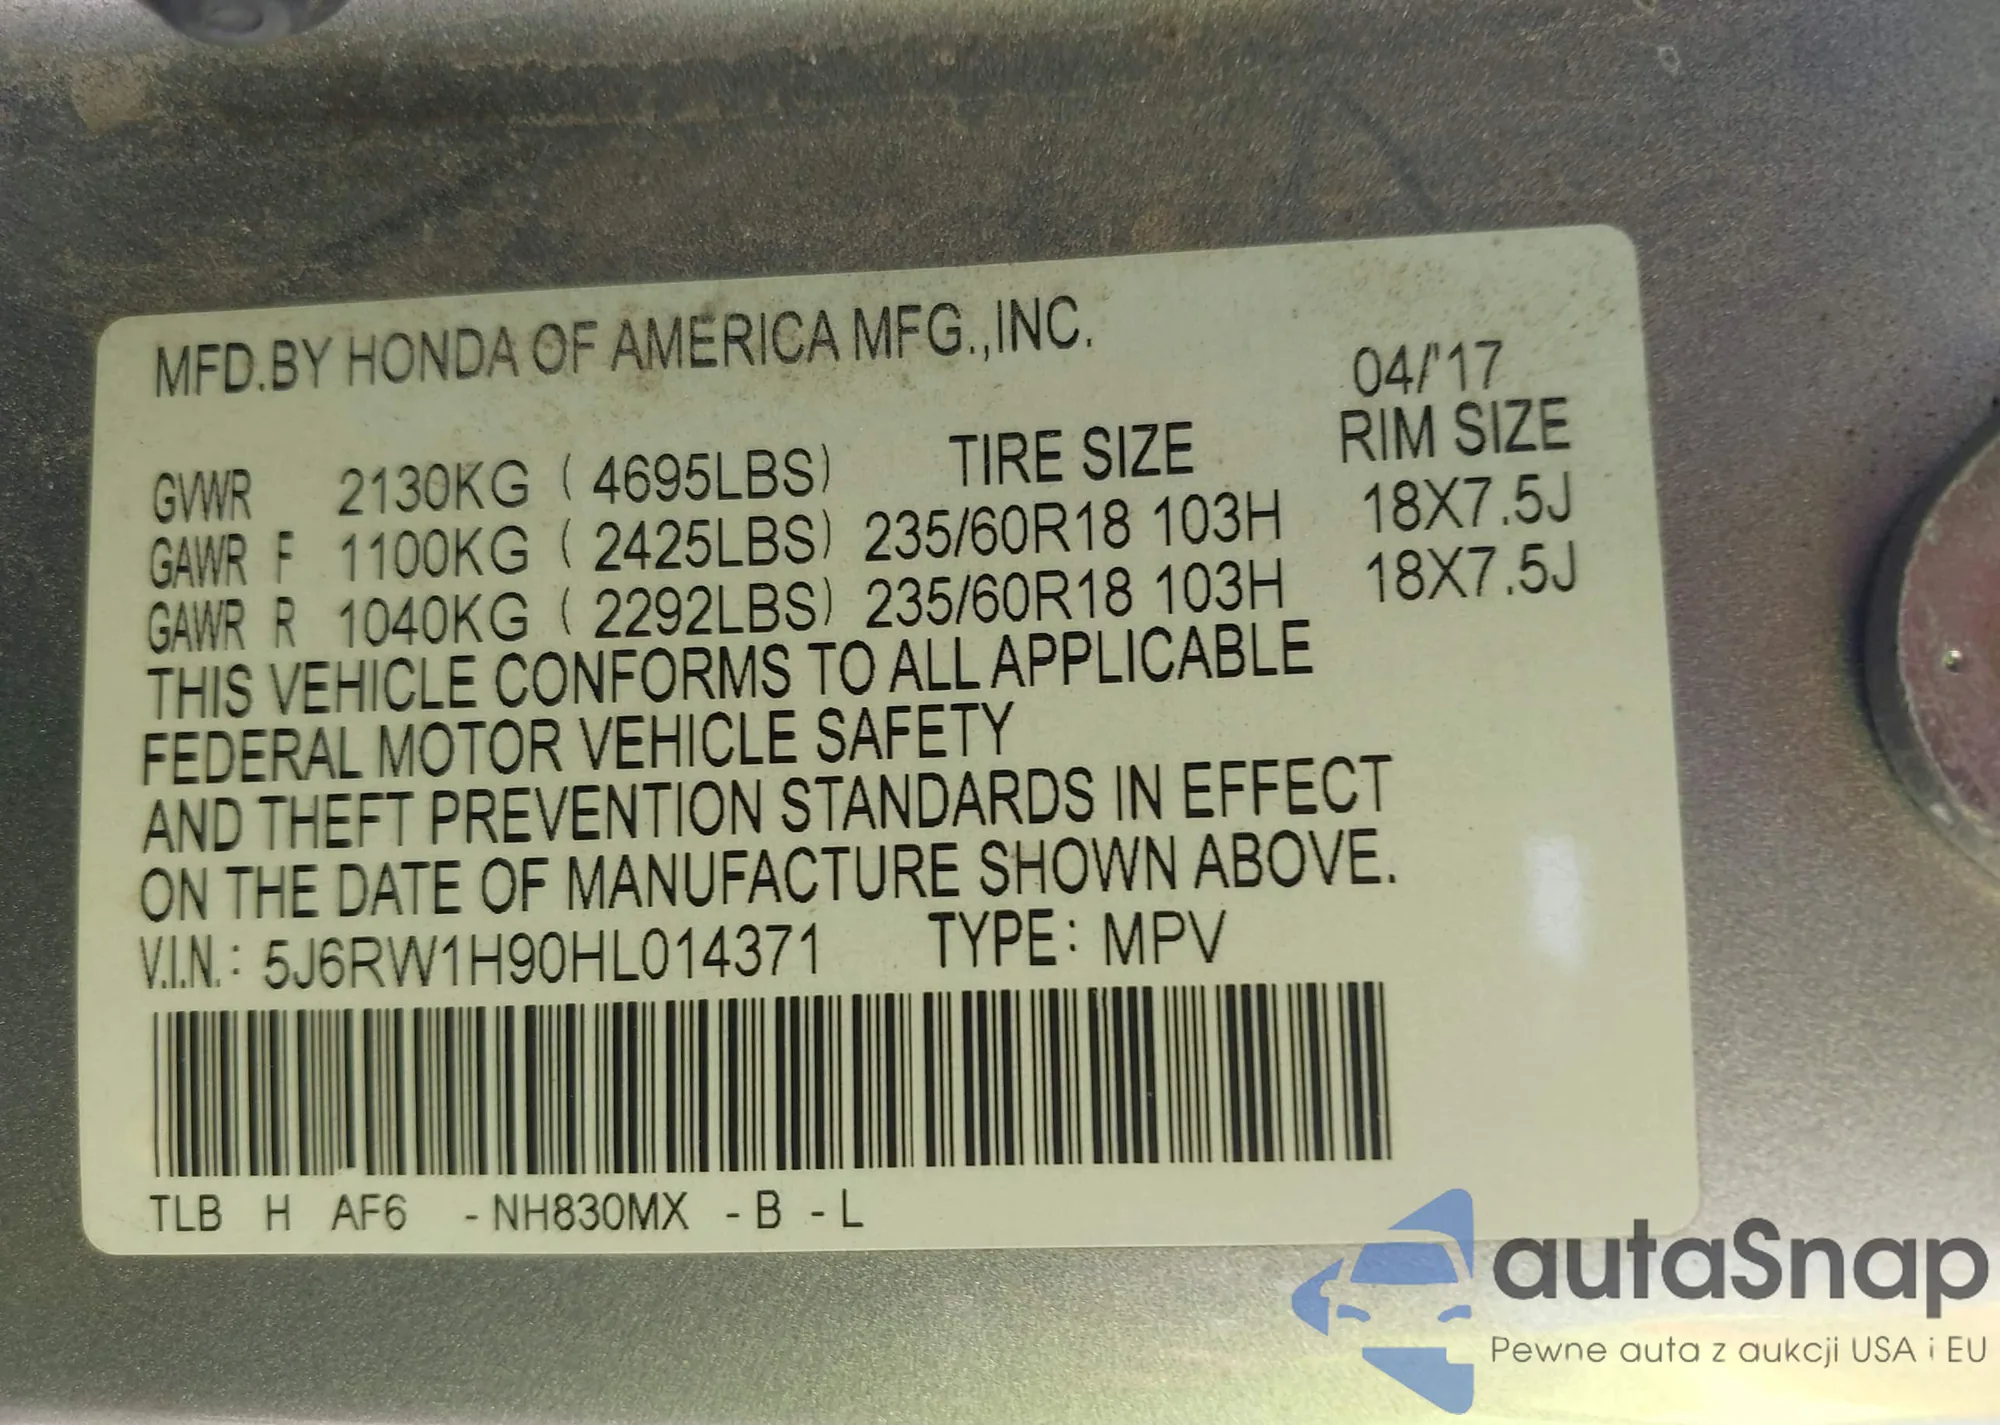 MFD.BY HONDA OF AMERICA MFG.,INC.
04/'17
TIRE SIZE RIM SIZE
GVWR 2130KG ( 4695LBS)
GAWR F 1100KG ( 2425LBS) 235/60R18 103H 18X7.5J
GAWR R 1040KG ( 2292LBS) 235/60R18 103H 18X7.5J
THIS VEHICLE CONFORMS TO ALL APPLICABLE
FEDERAL MOTOR VEHICLE SAFETY
AND THEFT PREVENTION STANDARDS IN EFFECT
ON THE DATE OF MANUFACTURE SHOWN ABOVE.
V.I.N.: 5J6RW1H90HL014371 TYPE: MPV
TLB H AF6 -NH830MX -B -L
autaSnap
Pewne auta z aukcji USA i EU